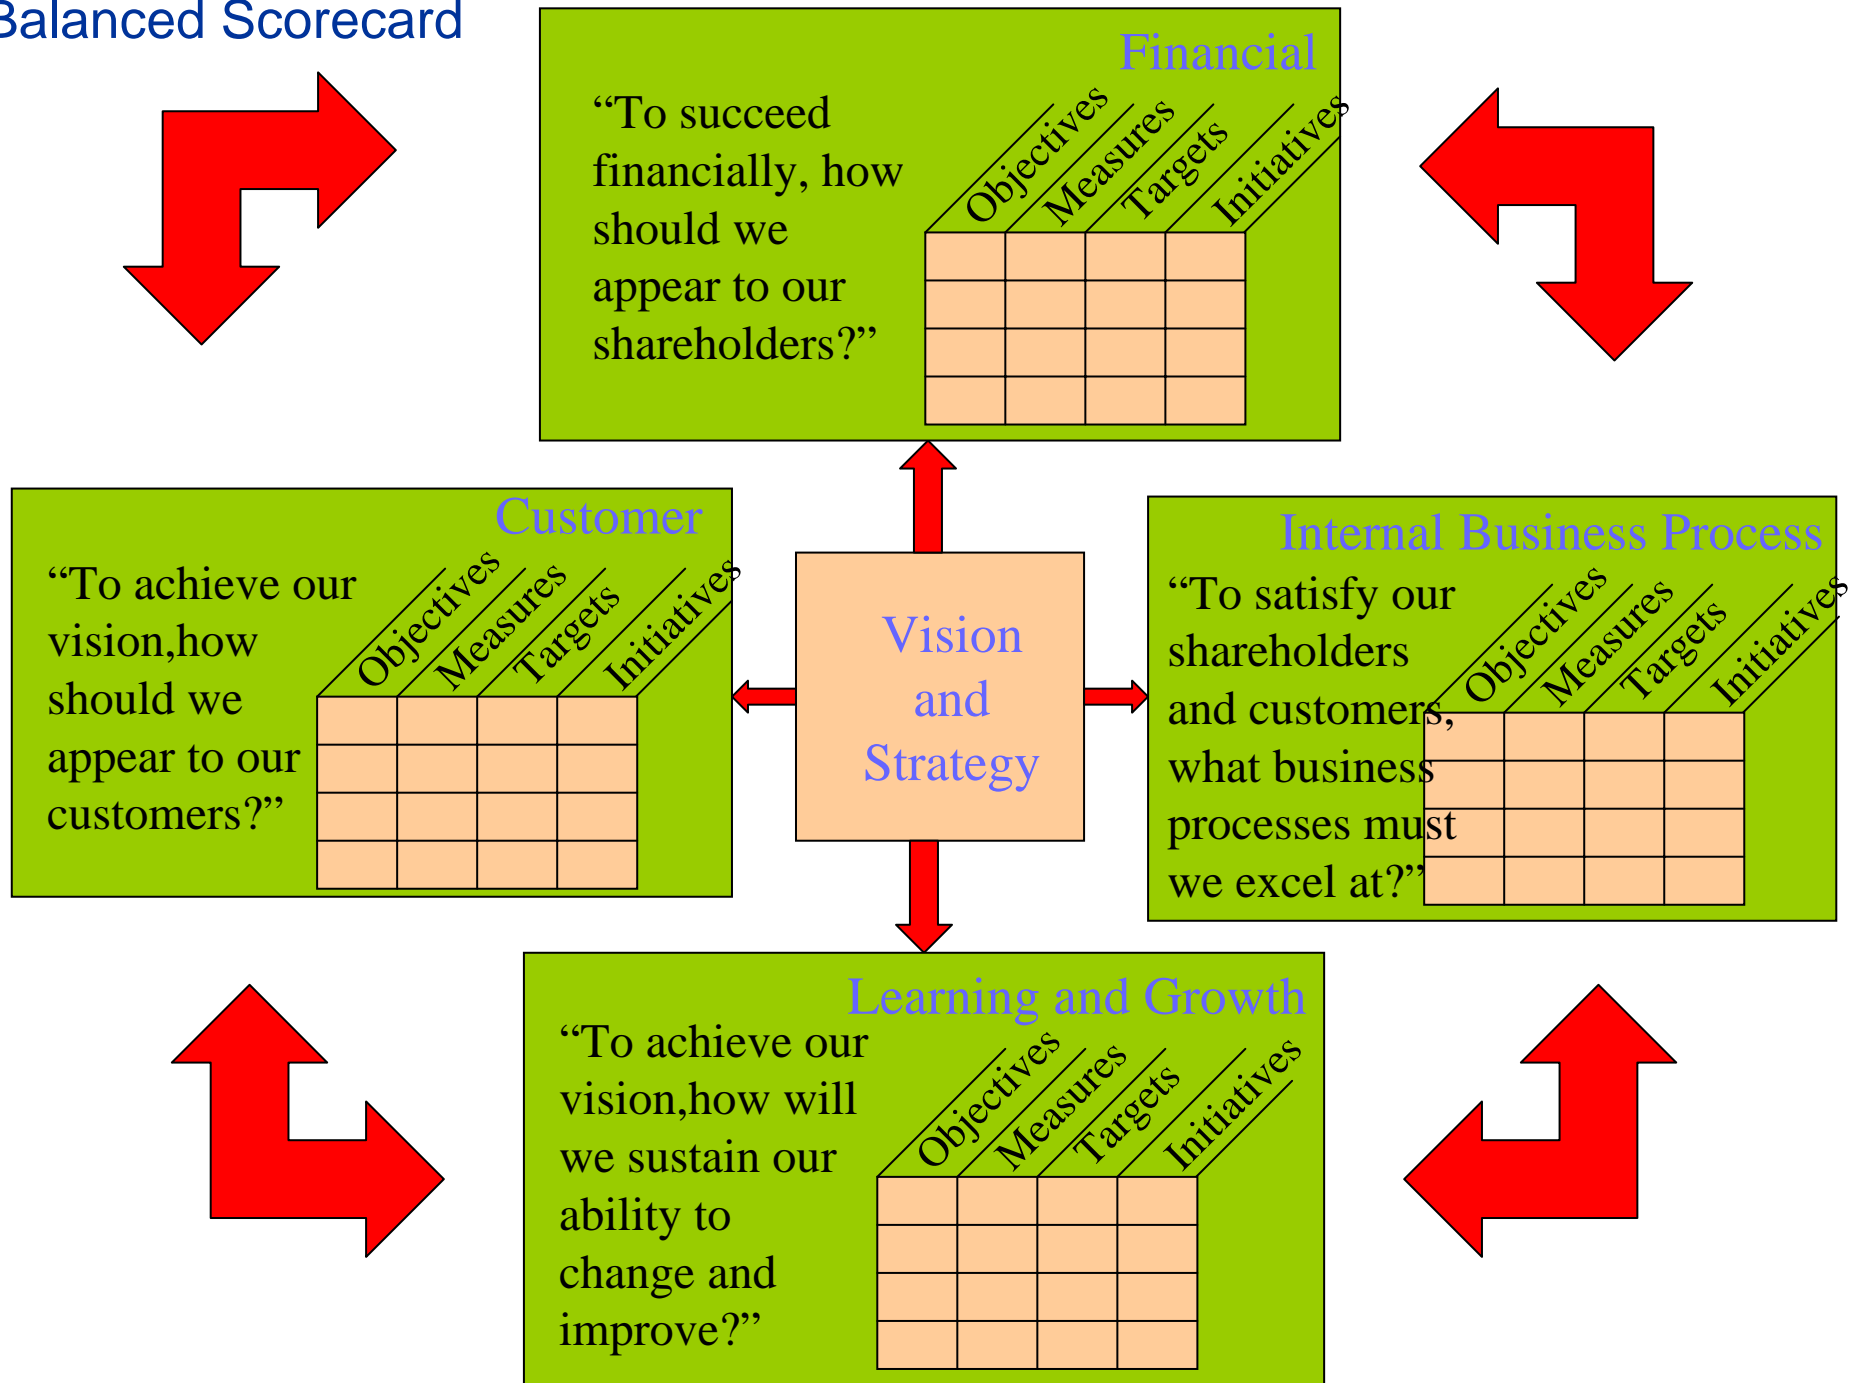 Balanced Scorecard
Financial
“To succeed
financially, how
should we
appear to our
shareholders?”
Objectives
Measures
Targets
Initiatives
Customer
“To achieve our
vision,how
should we
appear to our
customers?”
Objectives
Measures
Targets
Initiatives
Vision
and
Strategy
Internal Business Process
“To satisfy our
shareholders
and customers,
what business
processes must
we excel at?”
Objectives
Measures
Targets
Initiatives
Learning and Growth
“To achieve our
vision,how will
we sustain our
ability to
change and
improve?”
Objectives
Measures
Targets
Initiatives